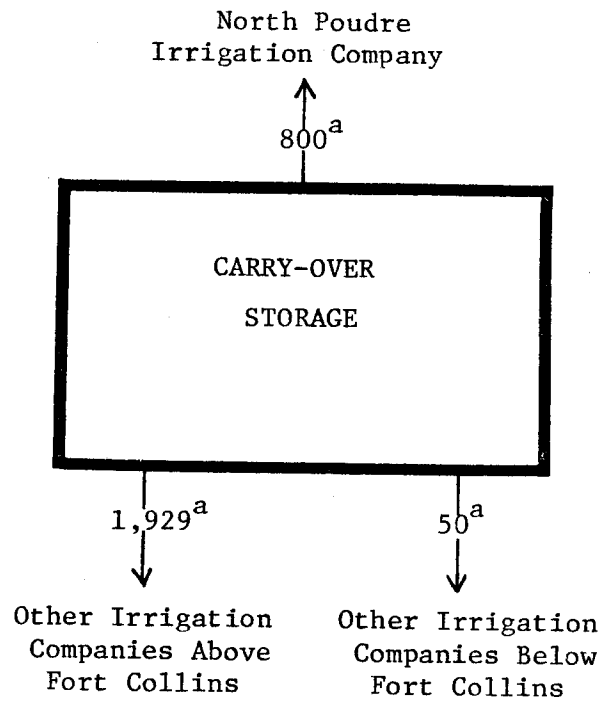 North Poudre
Irrigation Company
800a
CARRY-OVER
STORAGE
1,929a
50a
Other Irrigation
Companies Above
Fort Collins
Other Irrigation
Companies Below
Fort Collins